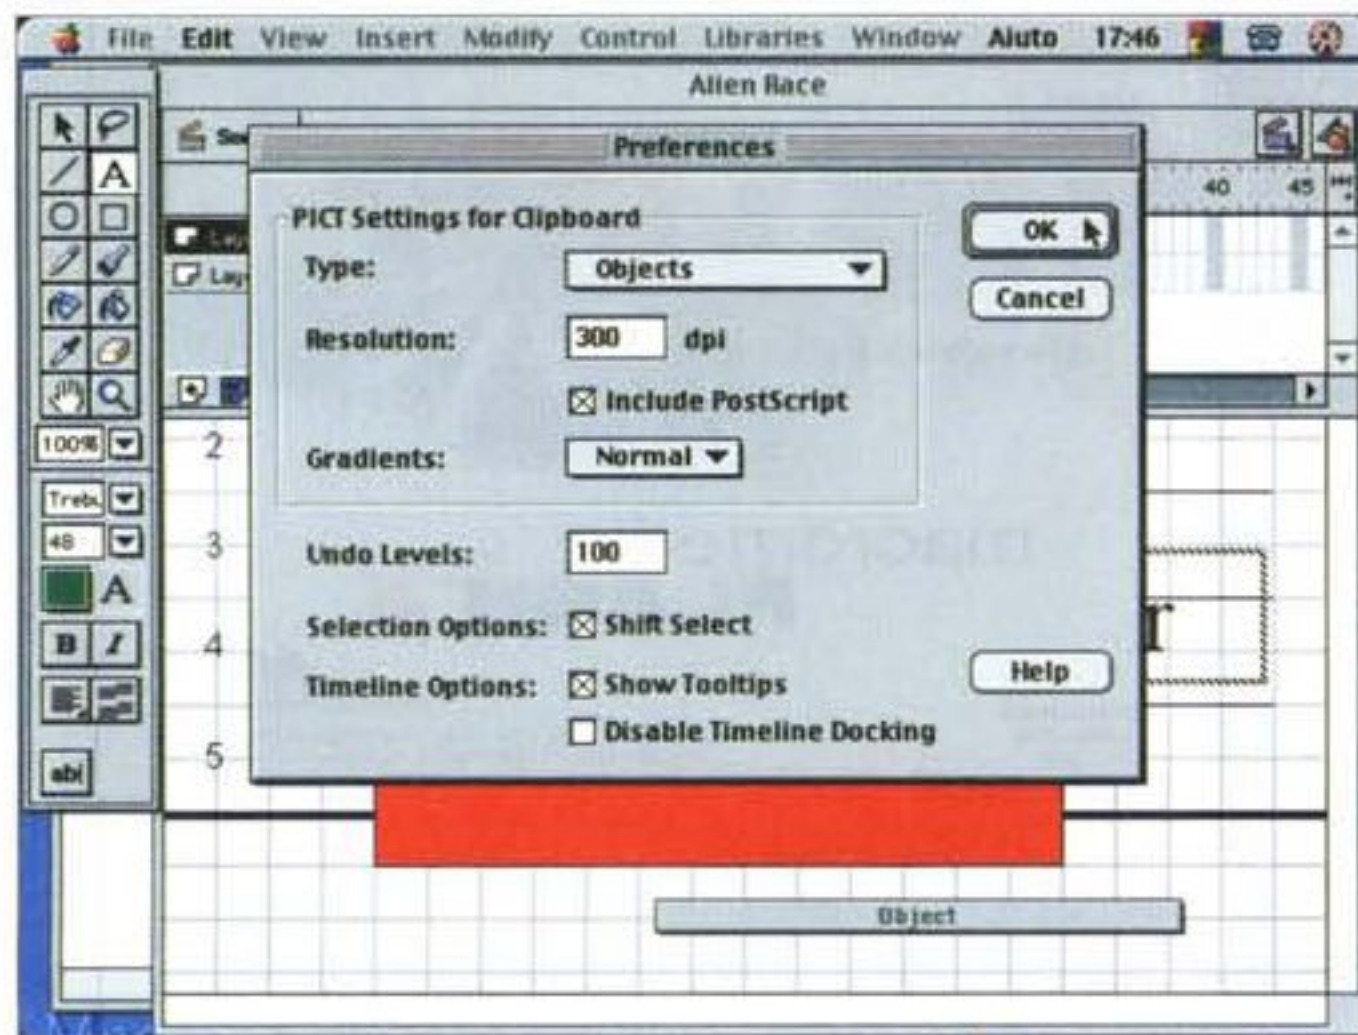 File Edit View Insert Modify Control Libraries Window Aiuto 17:46
Alien Race
Preferences
40 45
PICT Settings for Clipboard
OK
Type: Objects
Cancel
Resolution: 300 dpi
Include PostScript
Gradients: Normal
100%
48
A
B I
abl
2
3
4
5
Undo Levels: 100
Selection Options: Shift Select
Timeline Options: Show Tooltips
Help
Disable Timeline Docking
r
Object